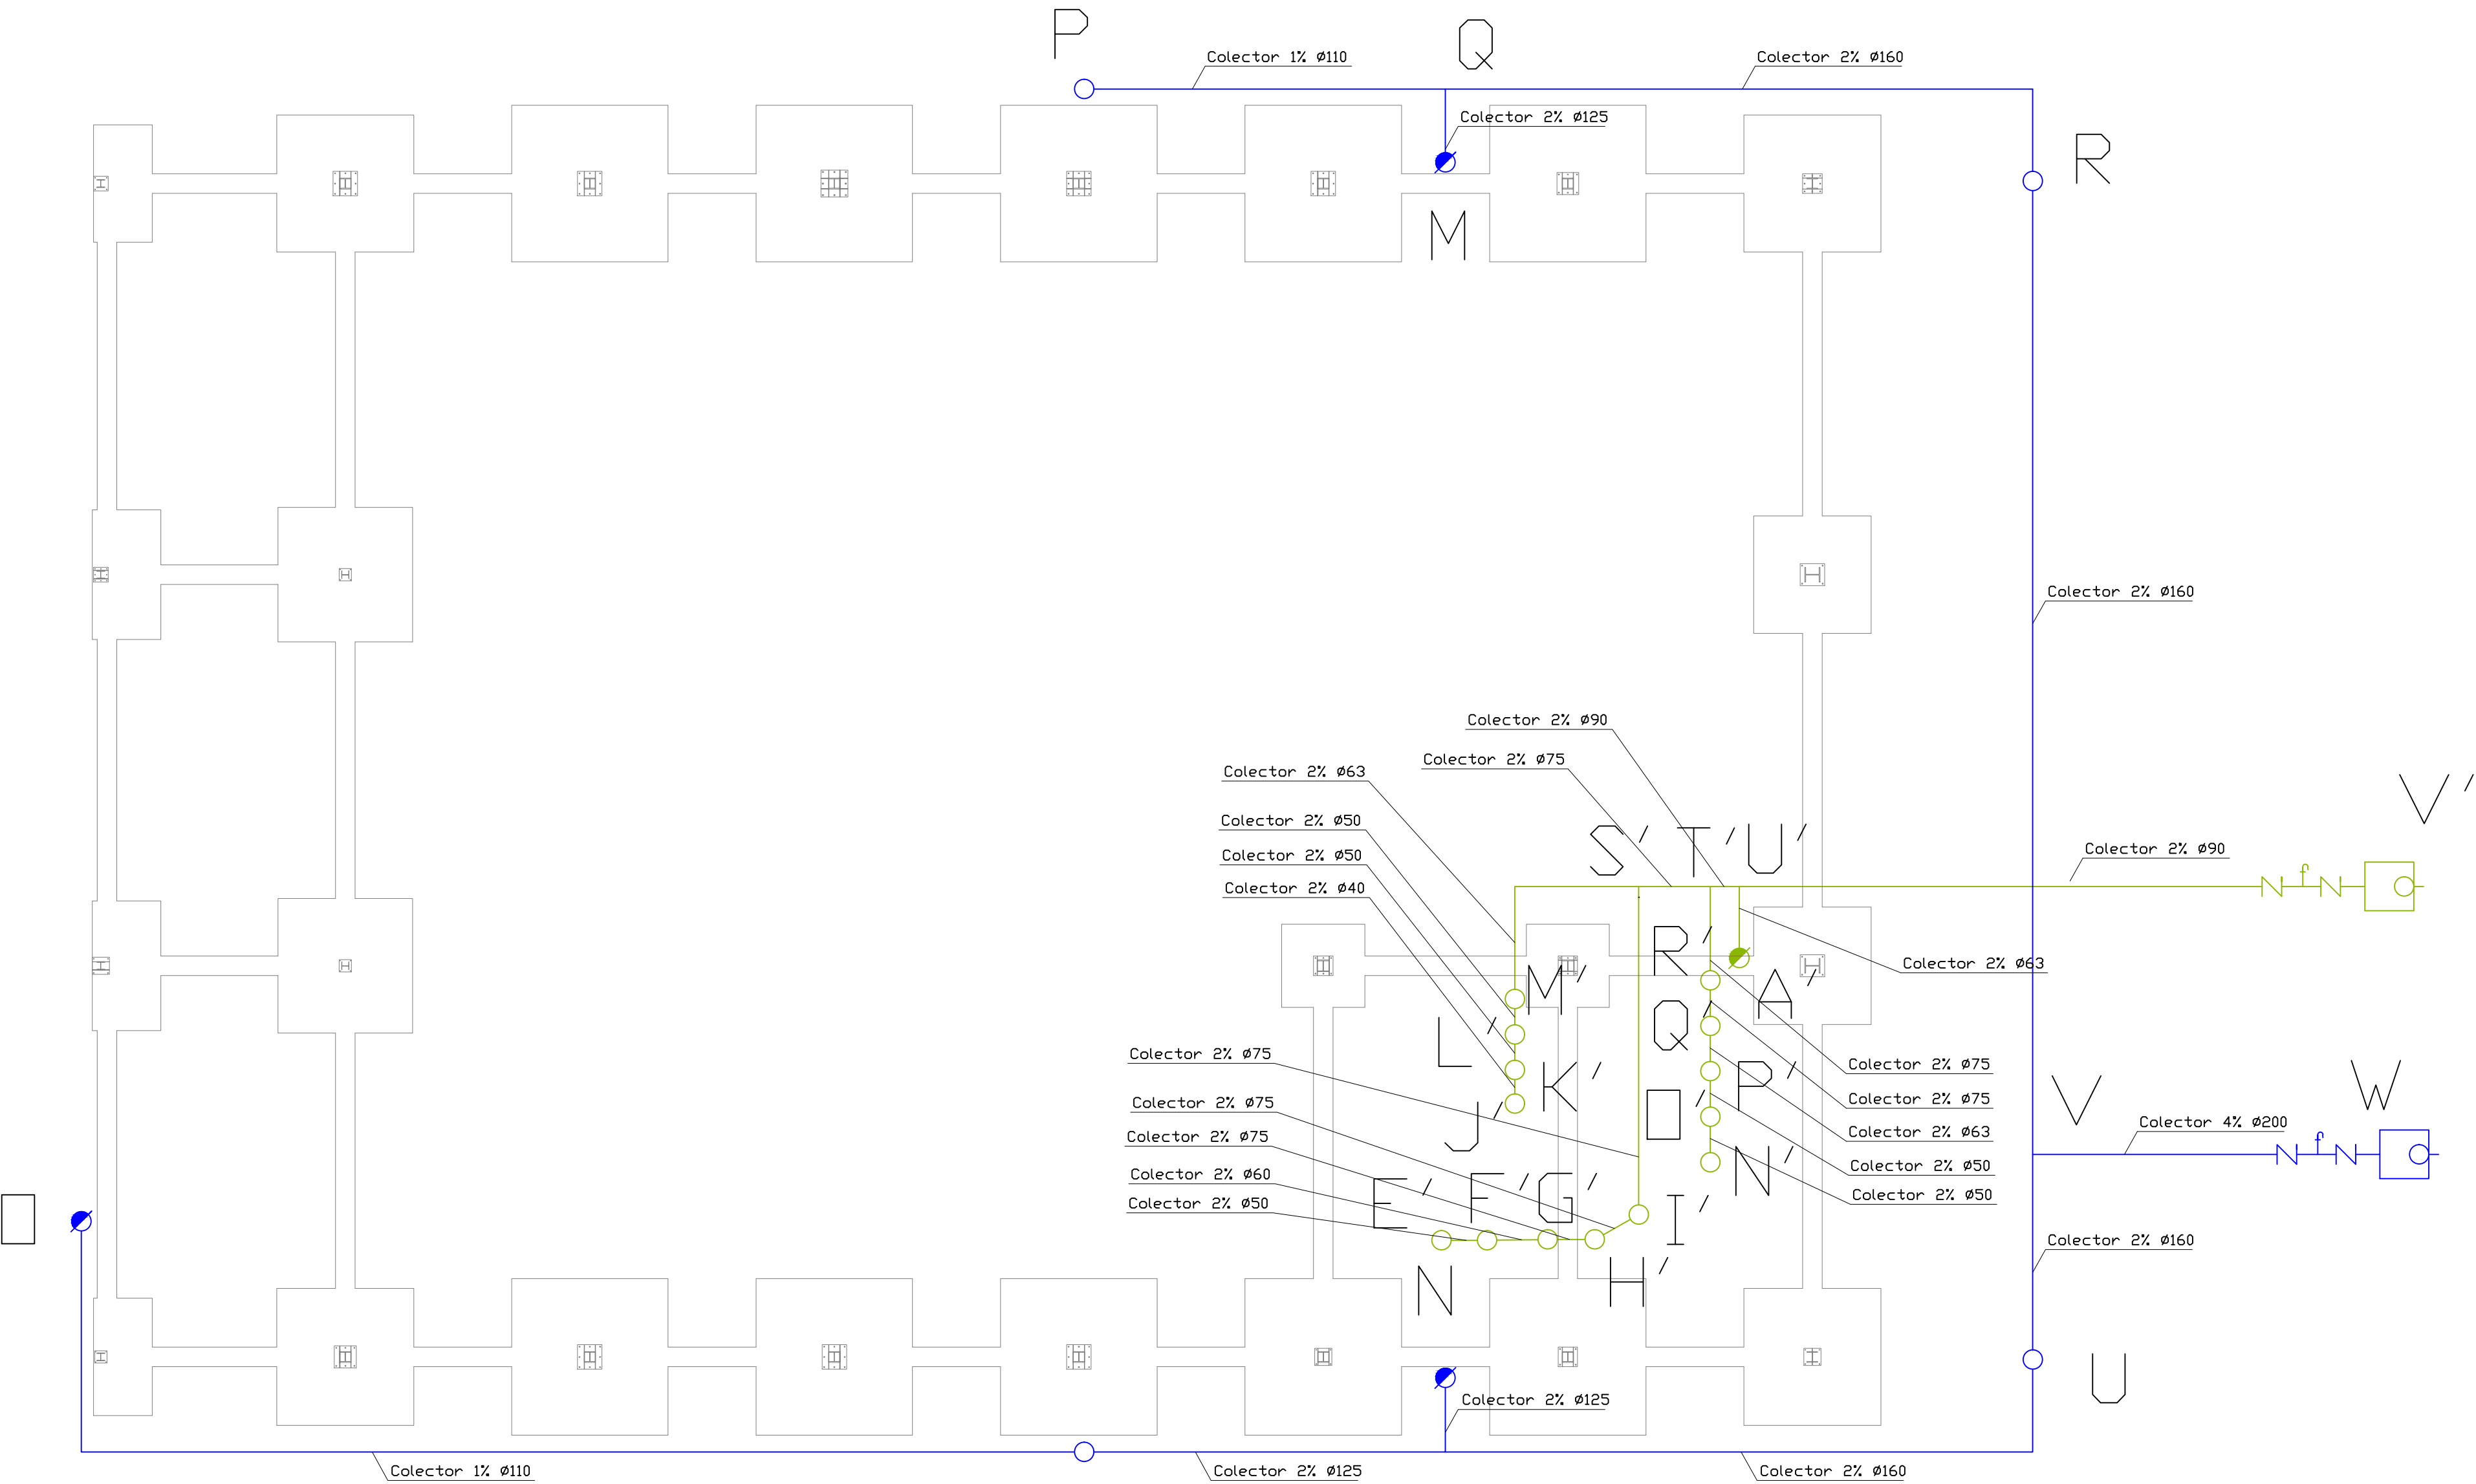 P
Q
Colector 1% ø110
Colector 2% ø160
Colector 2% ø125
R
M
Colector 2% ø160
Colector 2% ø90
Colector 2% ø75
Colector 2% ø63
V'
Colector 2% ø50
S' T' U'
Colector 2% ø90
Colector 2% ø50
Colector 2% ø40
f
N N
R'
Colector 2% ø63
M'
A'
Q'
L'
Colector 2% ø75
Colector 2% ø75
K'
P'
V
W
Colector 2% ø75
J'
O'
Colector 2% ø75
Colector 4% ø200
Colector 2% ø75
Colector 2% ø63
f
N N
Colector 2% ø60
E' F' G'
N'
Colector 2% ø50
Colector 2% ø50
Colector 2% ø50
O
I'
Colector 2% ø160
N
H'
U
Colector 2% ø125
Colector 1% ø110
Colector 2% ø125
Colector 2% ø160